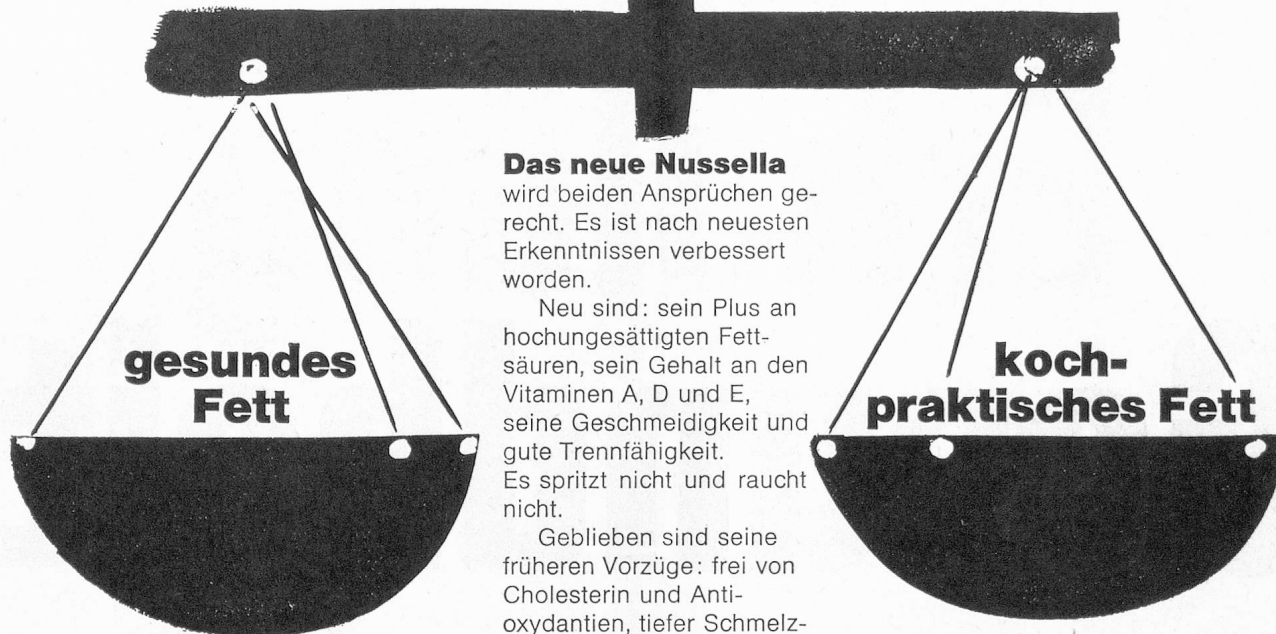 gesundes
Fett
Das neue Nussella
wird beiden Ansprüchen ge-
recht. Es ist nach neuesten
Erkenntnissen verbessert
worden.
Neu sind: sein Plus an
hochungesättigten Fett-
säuren, sein Gehalt an den
Vitaminen A, D und E,
seine Geschmeidigkeit und
gute Trennfähigkeit.
Es spritzt nicht und raucht
nicht.
Geblieben sind seine
früheren Vorzüge: frei von
Cholesterin und Anti-
oxydantien, tiefer Schmelz-
koch-
praktisches Fett